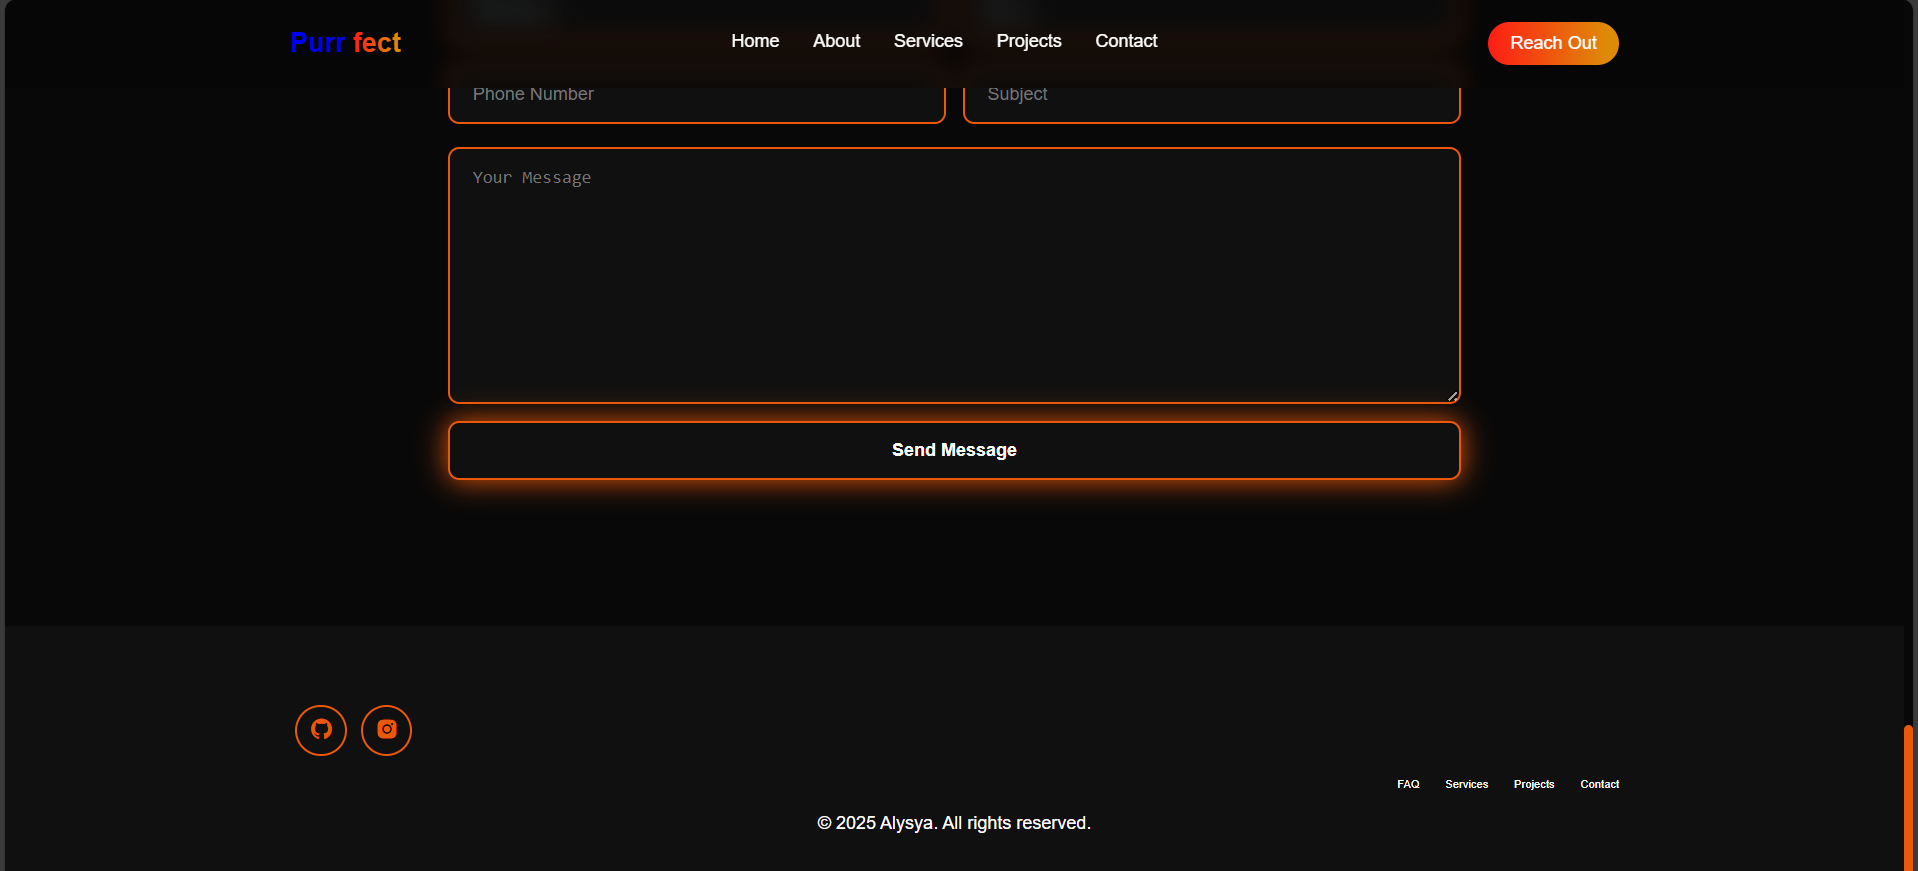 Purr fect
Home About Services Projects Contact
Reach Out
Phone Number
Subject
Your Message
Send Message
FAQ Services Projects Contact
© 2025 Alysya. All rights reserved.